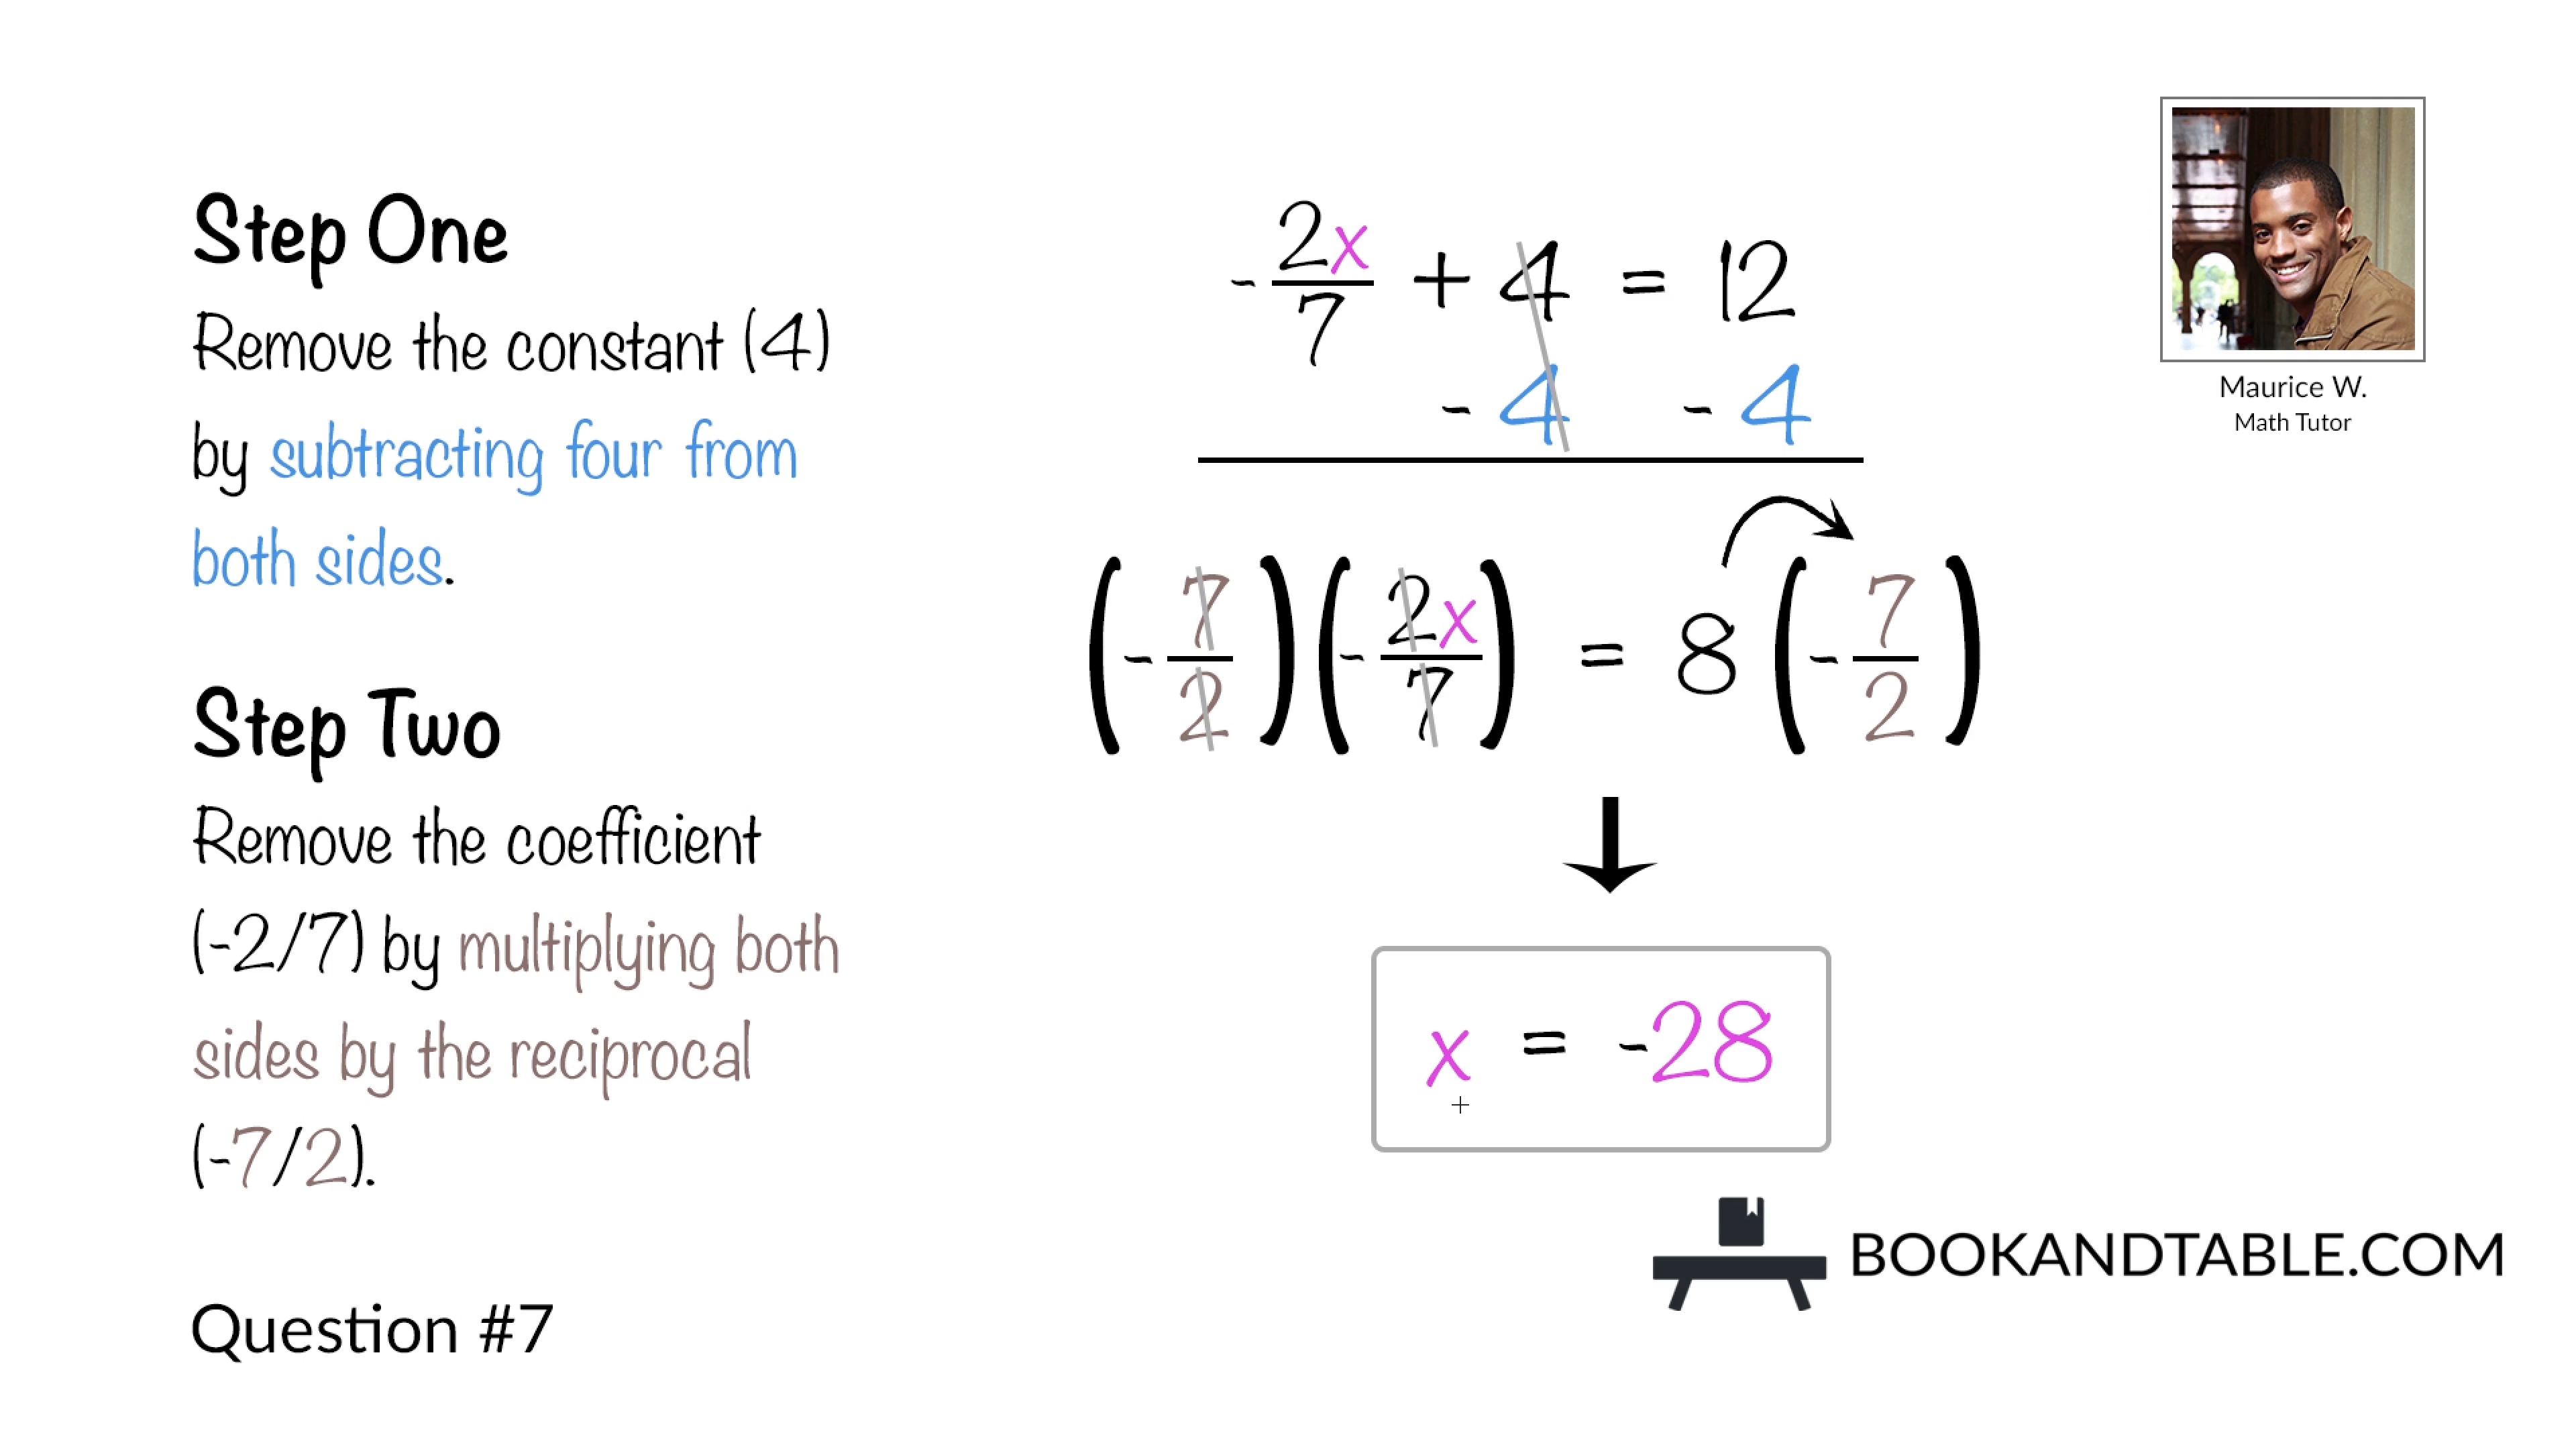 Step One
Remove the constant (4)
by subtracting four from
both sides.
Step Two
Remove the coefficient
(-2/7) by multiplying both
sides by the reciprocal
(-7/2).
Question #7
-2x/7 + 4 = 12
- 4 - 4
(-7/2)(-2x/7) = 8(-7/2)
x = -28
Maurice W.
Math Tutor
BOOKANDTABLE.COM